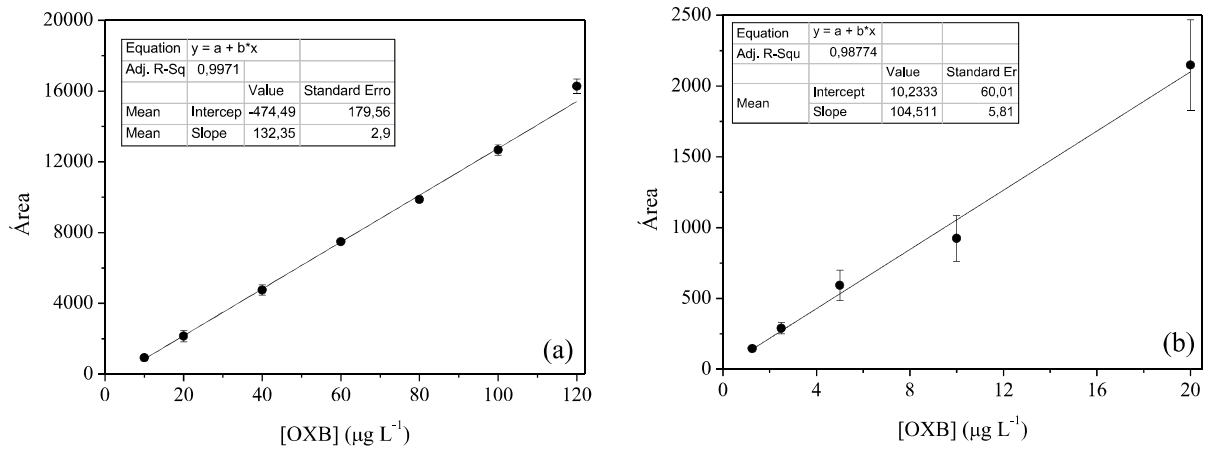 20000
16000
12000
8000
4000
0
Área
Equation y = a + b*x
Adj. R-Sq 0,9971
Value Standard Erro
Mean Intercep -474,49 179,56
Mean Slope 132,35 2,9
(a)
20 40 60 80 100 120
[OXB] (μg L⁻¹)
2500
2000
1500
1000
500
0
Área
Equation y = a + b*x
Adj. R-Squ 0,98774
Value Standard Er
Mean
Intercept 10,2333 60,01
Slope 104,511 5,81
(b)
4 8 12 16 20
[OXB] (μg L⁻¹)